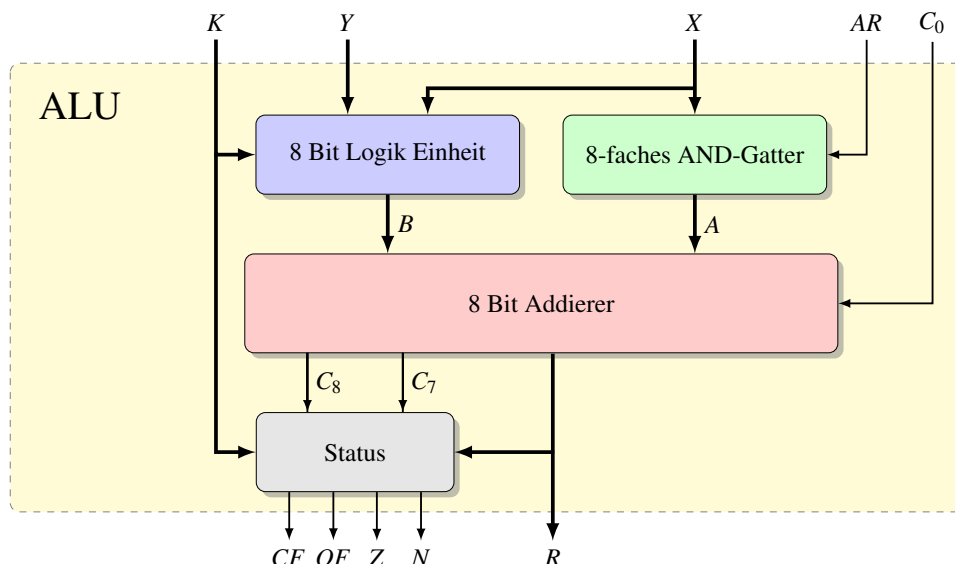 K Y X AR C₀
ALU
8 Bit Logik Einheit 8-faches AND-Gatter
B A
8 Bit Addierer
C₈ C₇
Status
CF OF Z N R